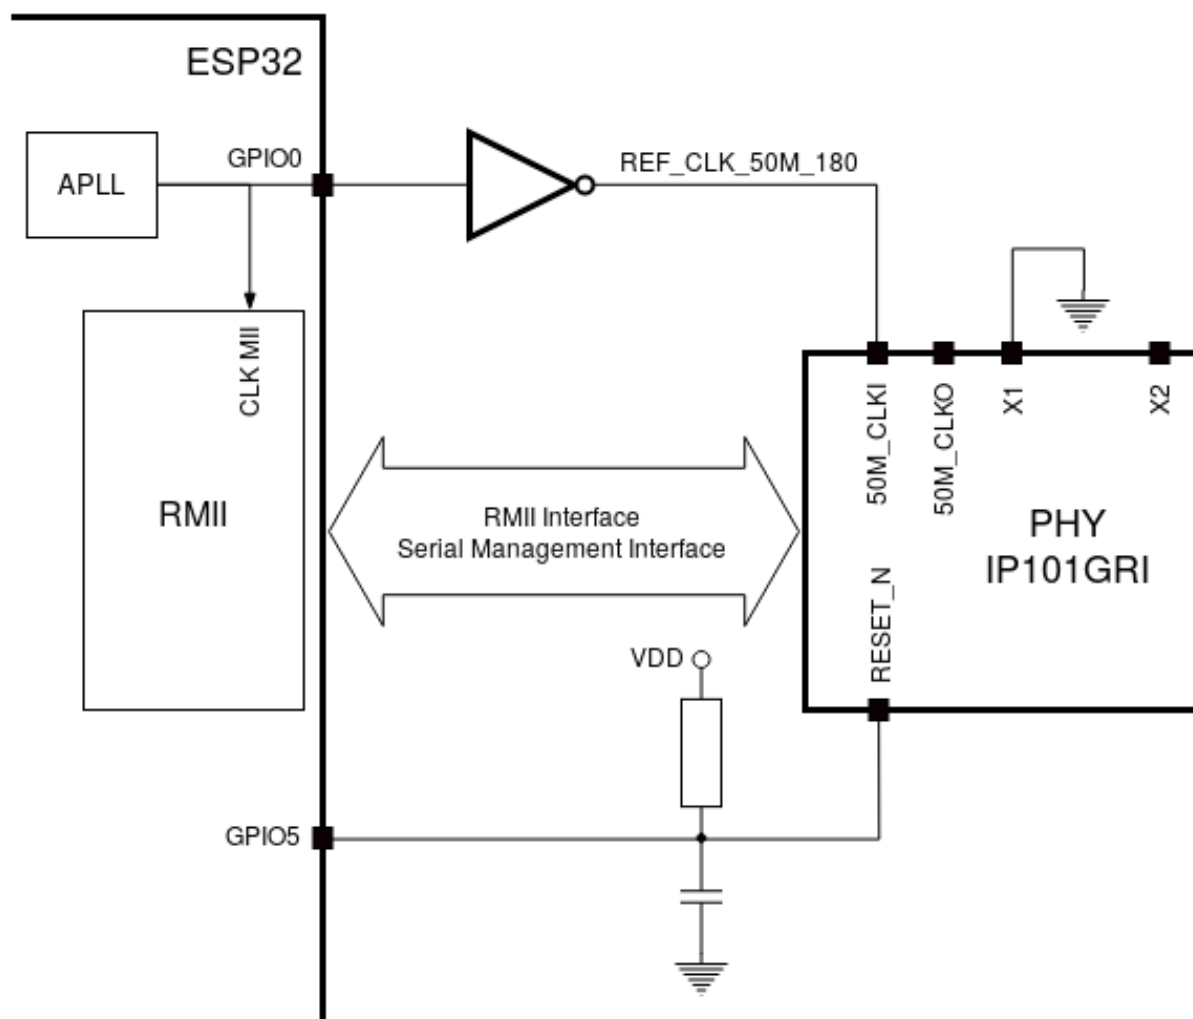 ESP32
GPIO0
APLL
REF_CLK_50M_180
CLK MII
50M_CLKI
50M_CLKO
X1
X2
RMII
RMII Interface
Serial Management Interface
PHY
IP101GRI
RESET_N
VDD
GPIO5